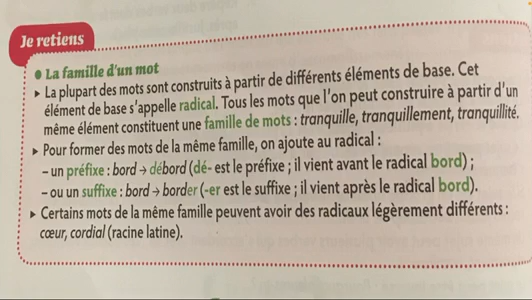 Je retiens
● La famille d'un mot
▸ La plupart des mots sont construits à partir de différents éléments de base. Cet
élément de base s'appelle radical. Tous les mots que l'on peut construire à partir d'un
même élément constituent une famille de mots : tranquille, tranquillement, tranquillité.
▸ Pour former des mots de la même famille, on ajoute au radical :
– un préfixe : bord → débord (dé- est le préfixe ; il vient avant le radical bord) ;
– ou un suffixe : bord → border (-er est le suffixe ; il vient après le radical bord).
▸ Certains mots de la même famille peuvent avoir des radicaux légèrement différents :
cœur, cordial (racine latine).